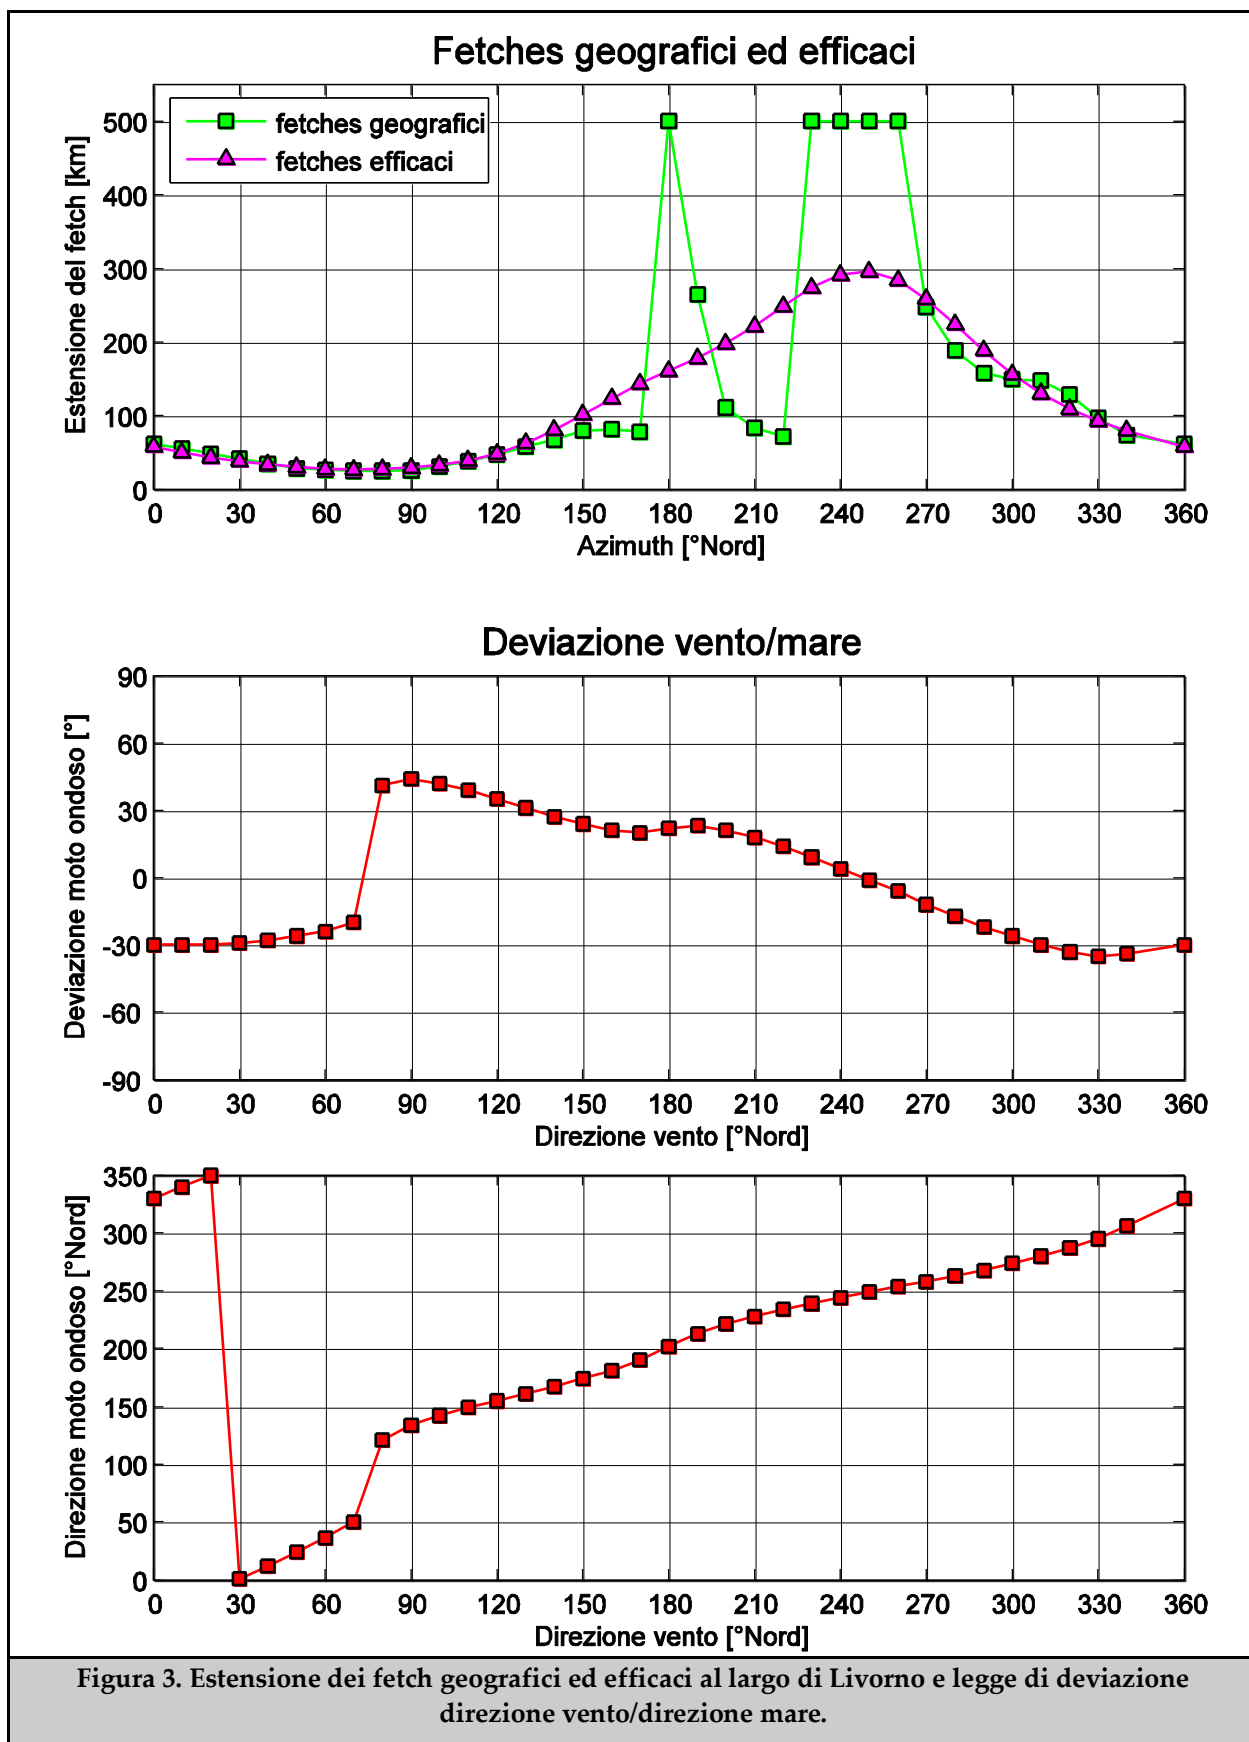 Fetches geografici ed efficaci
fetches geografici
fetches efficaci
Estensione del fetch [km]
500
400
300
200
100
0
0 30 60 90 120 150 180 210 240 270 300 330 360
Azimuth [°Nord]
Deviazione vento/mare
Deviazione moto ondoso [°]
90
60
30
0
-30
-60
-90
0 30 60 90 120 150 180 210 240 270 300 330 360
Direzione vento [°Nord]
Direzione moto ondoso [°Nord]
350
300
250
200
150
100
50
0
0 30 60 90 120 150 180 210 240 270 300 330 360
Direzione vento [°Nord]
Figura 3. Estensione dei fetch geografici ed efficaci al largo di Livorno e legge di deviazione
direzione vento/direzione mare.